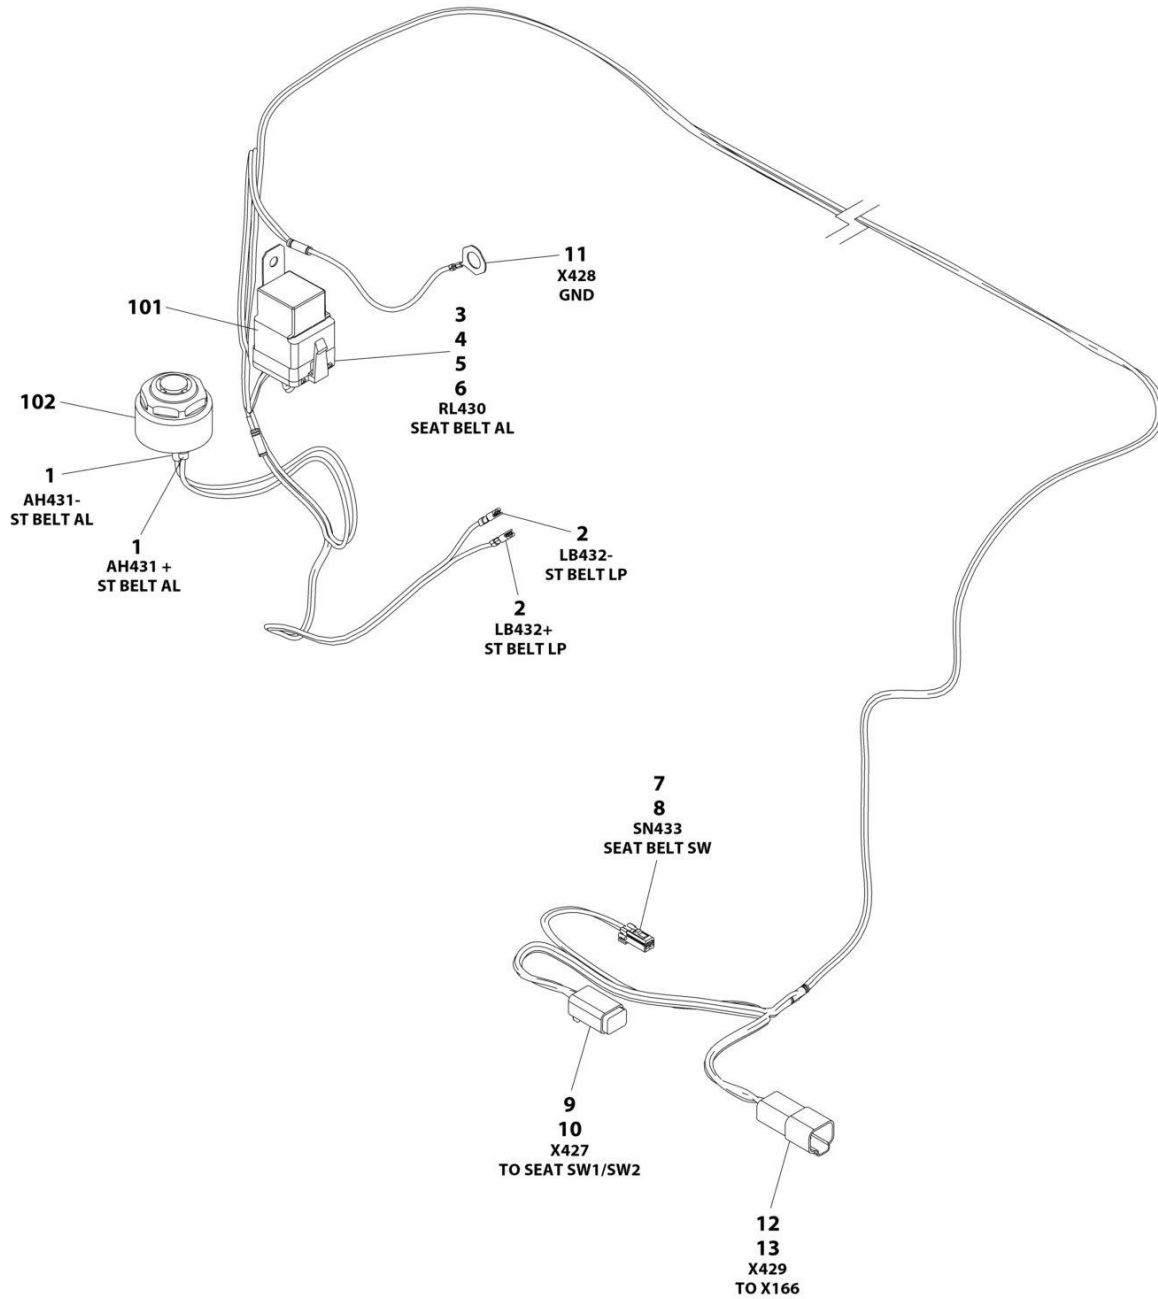 11
X428
GND
101
3
4
5
6
RL430
SEAT BELT AL
102
1
AH431-
ST BELT AL
1
AH431 +
ST BELT AL
2
LB432-
ST BELT LP
2
LB432+
ST BELT LP
7
8
SN433
SEAT BELT SW
9
10
X427
TO SEAT SW1/SW2
12
13
X429
TO X166